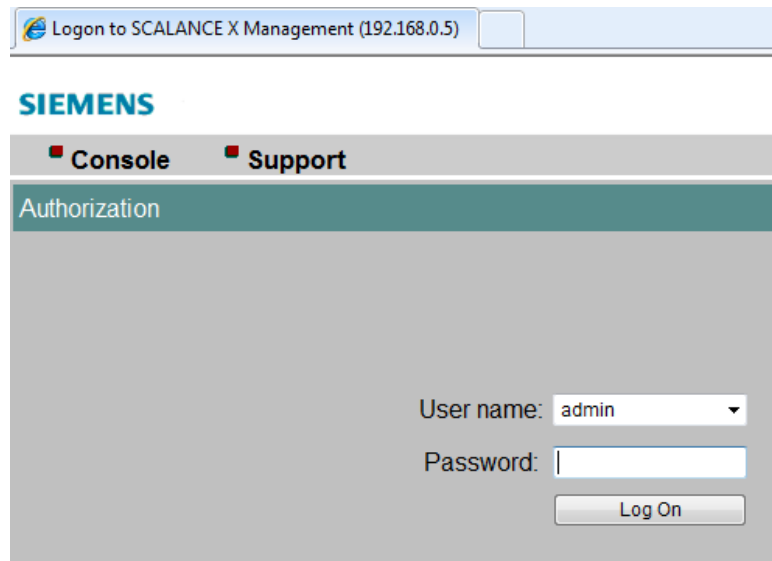 Logon to SCALANCE X Management (192.168.0.5)
SIEMENS
Console Support
Authorization
User name: admin
Password:
Log On